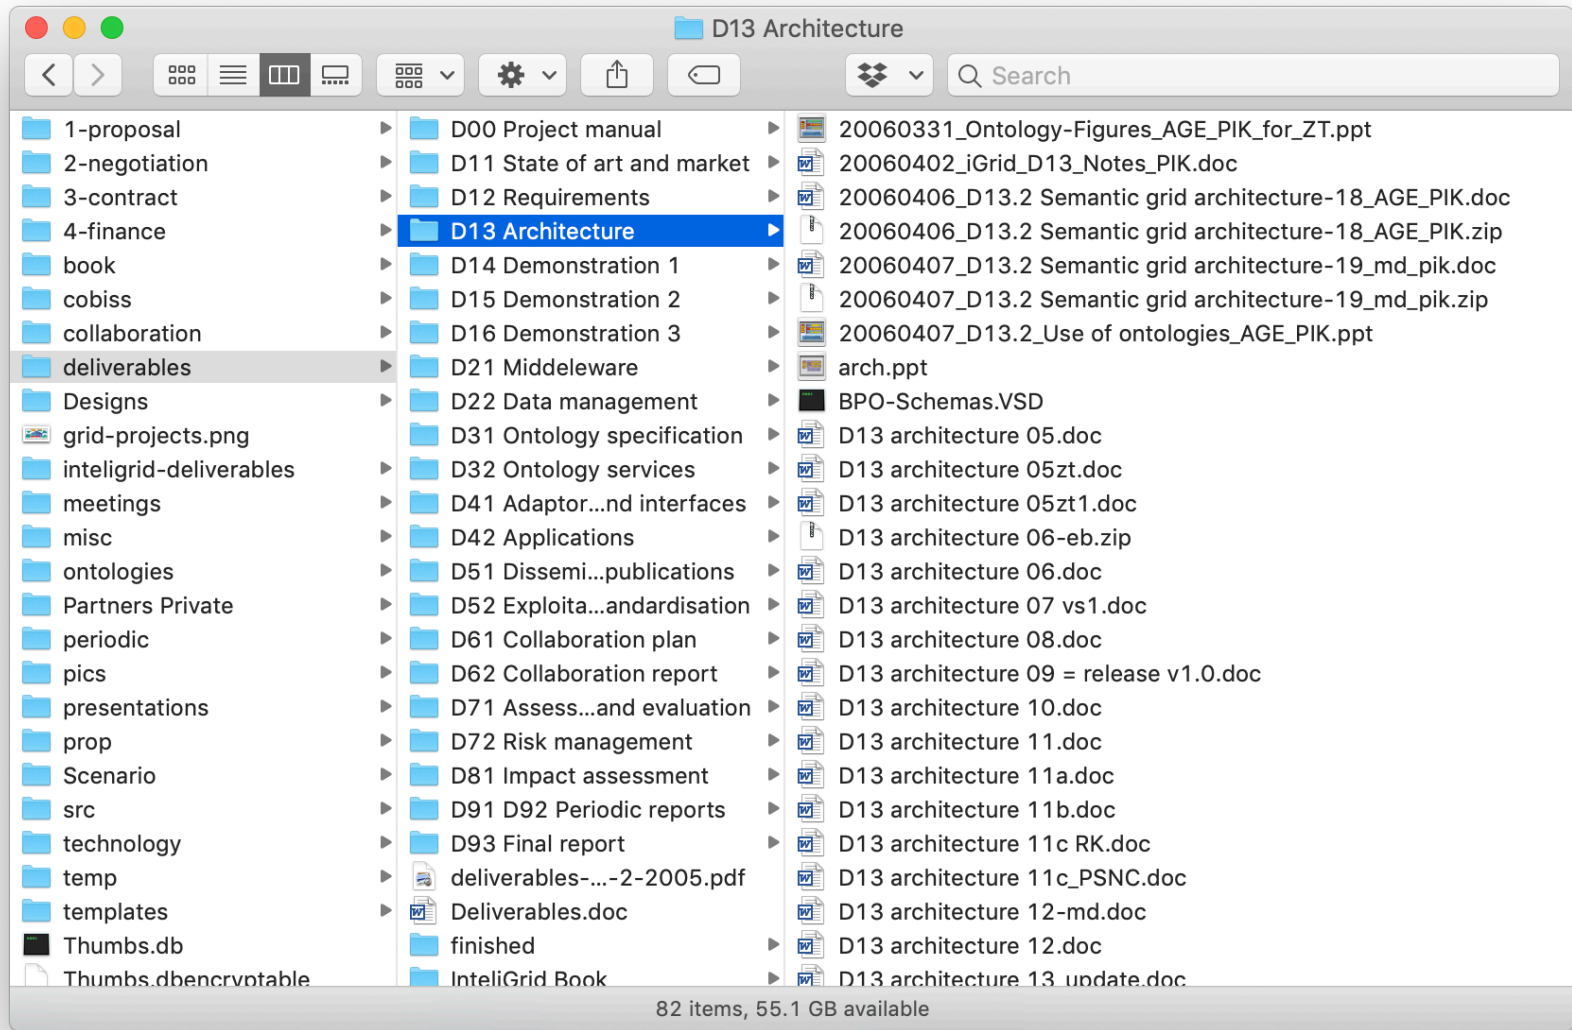 D13 Architecture
Search
1-proposal
2-negotiation
3-contract
4-finance
book
cobiss
collaboration
deliverables
Designs
grid-projects.png
inteligrid-deliverables
meetings
misc
ontologies
Partners Private
periodic
pics
presentations
prop
Scenario
src
technology
temp
templates
Thumbs.db
Thumbs.dbencryptable
D00 Project manual
D11 State of art and market
D12 Requirements
D13 Architecture
D14 Demonstration 1
D15 Demonstration 2
D16 Demonstration 3
D21 Middeleware
D22 Data management
D31 Ontology specification
D32 Ontology services
D41 Adaptor...nd interfaces
D42 Applications
D51 Dissemi...publications
D52 Exploita...andardisation
D61 Collaboration plan
D62 Collaboration report
D71 Assess...and evaluation
D72 Risk management
D81 Impact assessment
D91 D92 Periodic reports
D93 Final report
deliverables-...-2-2005.pdf
Deliverables.doc
finished
InteliGrid Book
20060331_Ontology-Figures_AGE_PIK_for_ZT.ppt
20060402_iGrid_D13_Notes_PIK.doc
20060406_D13.2 Semantic grid architecture-18_AGE_PIK.doc
20060406_D13.2 Semantic grid architecture-18_AGE_PIK.zip
20060407_D13.2 Semantic grid architecture-19_md_pik.doc
20060407_D13.2 Semantic grid architecture-19_md_pik.zip
20060407_D13.2_Use of ontologies_AGE_PIK.ppt
arch.ppt
BPO-Schemas.VSD
D13 architecture 05.doc
D13 architecture 05zt.doc
D13 architecture 05zt1.doc
D13 architecture 06-eb.zip
D13 architecture 06.doc
D13 architecture 07 vs1.doc
D13 architecture 08.doc
D13 architecture 09 = release v1.0.doc
D13 architecture 10.doc
D13 architecture 11.doc
D13 architecture 11a.doc
D13 architecture 11b.doc
D13 architecture 11c RK.doc
D13 architecture 11c_PSNC.doc
D13 architecture 12-md.doc
D13 architecture 12.doc
D13 architecture 13_update.doc
82 items, 55.1 GB available